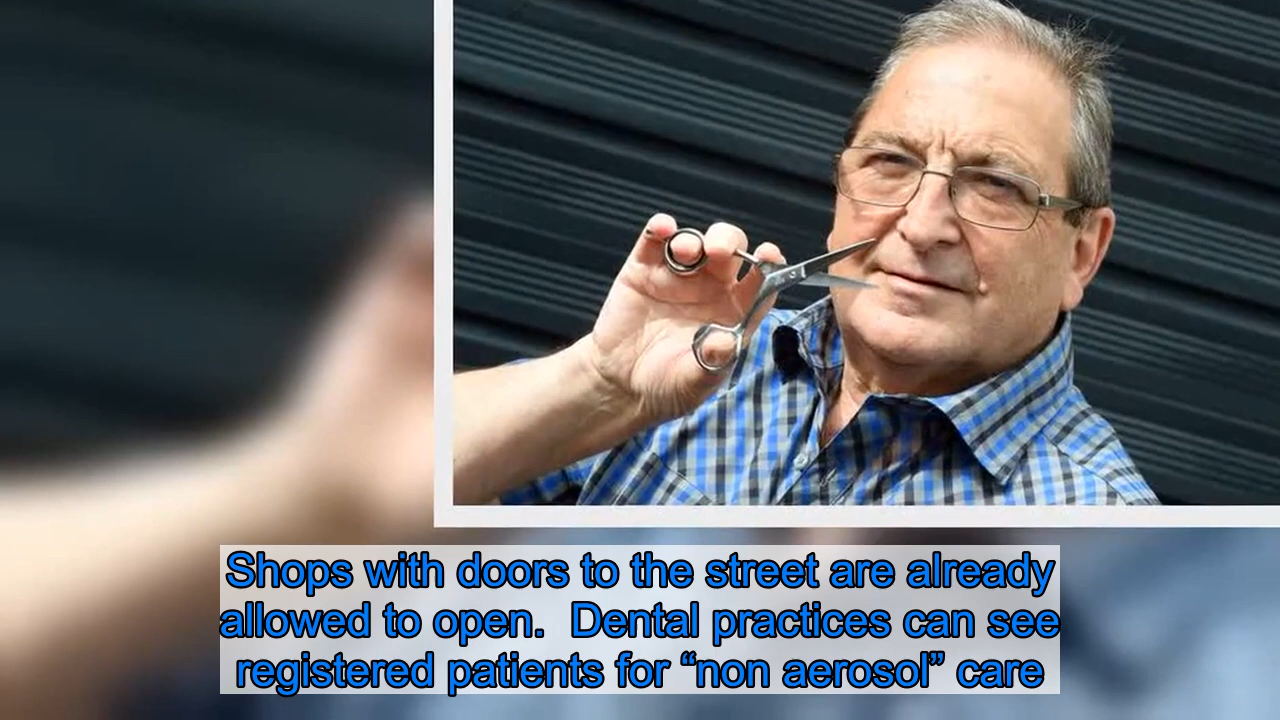 Shops with doors to the street are already
allowed to open.  Dental practices can see
registered patients for “non aerosol” care